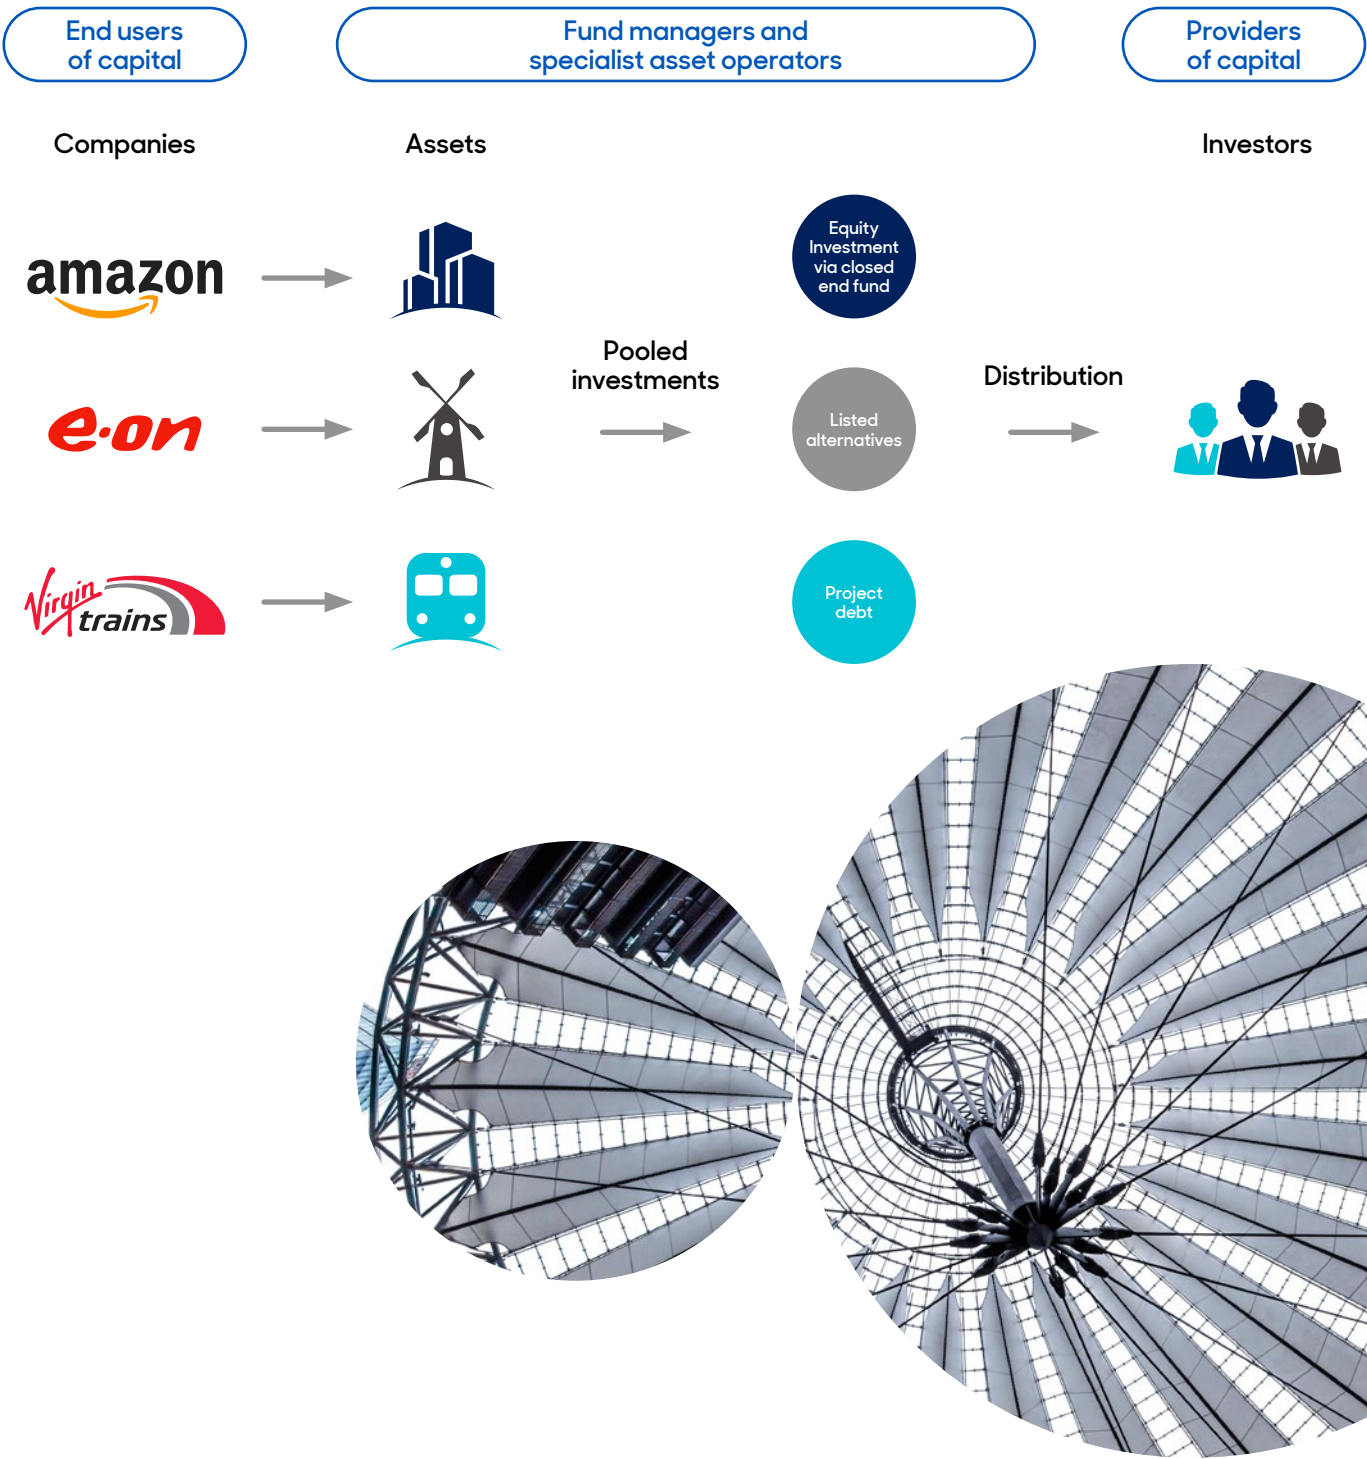 End users
of capital
Fund managers and
specialist asset operators
Providers
of capital
Companies
Assets
Investors
amazon
Equity
Investment
via closed
end fund
Pooled
investments
Distribution
e·on
Listed
alternatives
Virgin
trains
Project
debt